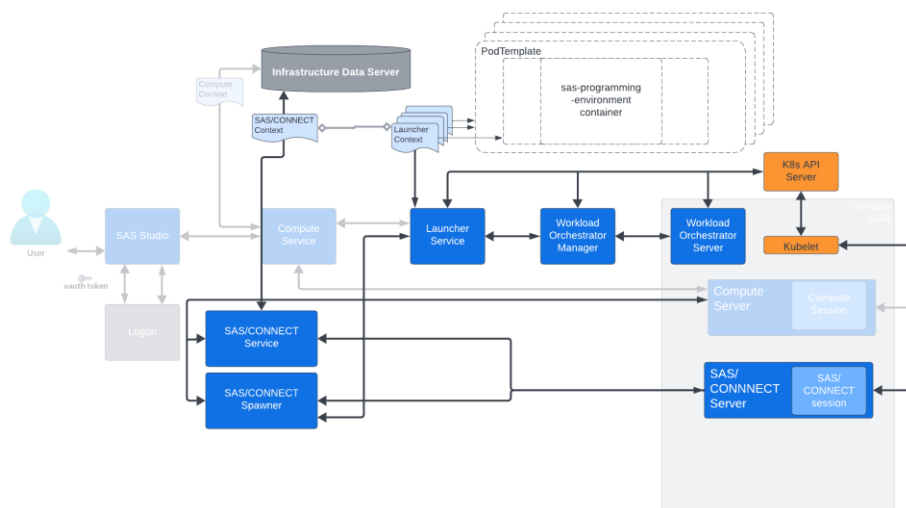 PodTemplate
Infrastructure Data Server
sas-programming
-environment
container
Compute
Context
SAS/CONNECT
Context
Launcher
Context
K8s API
Server
Compute
Node
SAS Studio
Compute
Service
Launcher
Service
Workload
Orchestrator
Manager
Workload
Orchestrator
Server
Kubelet
User
oauth token
Logon
Compute
Server
Compute
Session
SAS/CONNECT
Service
SAS/
CONNNECT
Server
SAS/
CONNECT
session
SAS/CONNECT
Spawner